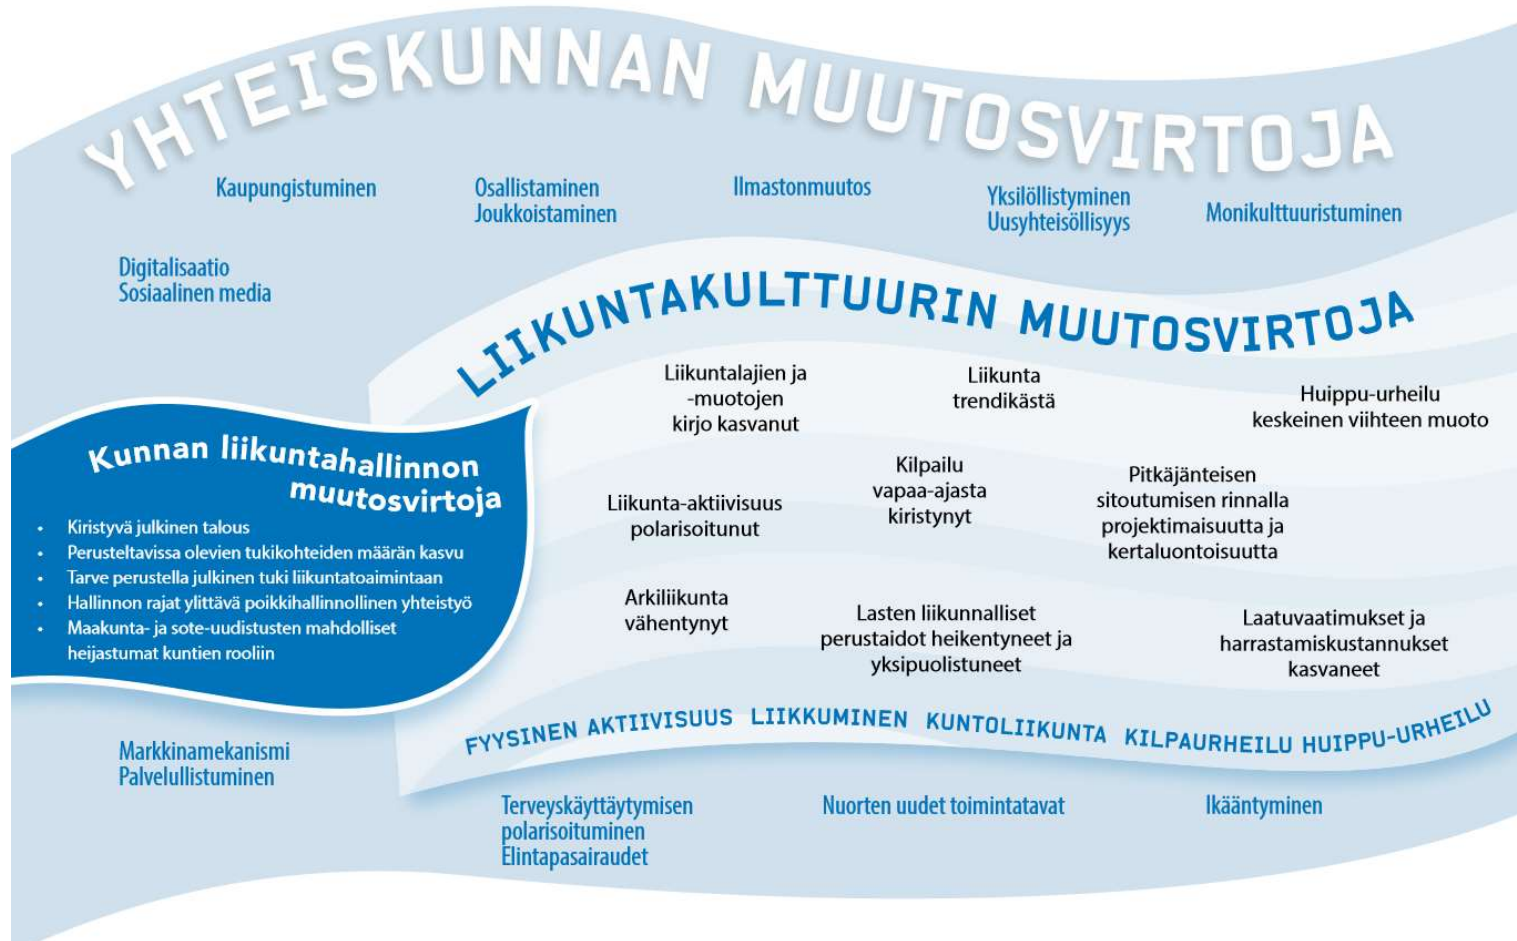 YHTEISKUNNAN MUUTOSVIRTOJA
Kaupungistuminen
Osallistaminen
Joukkoistaminen
Ilmastonmuutos
Yksilöllistyminen
Uusyhteisöllisyys
Monikulttuuristuminen
Digitalisaatio
Sosiaalinen media
LIIKUNTAKULTTUURIN MUUTOSVIRTOJA
Liikuntalajien ja
-muotojen
kirjo kasvanut
Liikunta
trendikästä
Huippu-urheilu
keskeinen viihteen muoto
Liikunta-aktiivisuus
polarisoitunut
Kilpailu
vapaa-ajasta
kiristynyt
Pitkäjänteisen
sitoutumisen rinnalla
projektimaisuutta ja
kertaluontoisuutta
Arkiliikunta
vähentynyt
Lasten liikunnalliset
perustaidot heikentyneet ja
yksipuolistuneet
Laatuvaatimukset ja
harrastamiskustannukset
kasvaneet
FYYSINEN AKTIIVISUUS LIIKKUMINEN KUNTOLIIKUNTA KILPAURHEILU HUIPPU-URHEILU
Kunnan liikuntahallinnon
muutosvirtoja
• Kiristyvä julkinen talous
• Perusteltavissa olevien tukikohteiden määrän kasvu
• Tarve perustella julkinen tuki liikuntatoaimintaan
• Hallinnon rajat ylittävä poikkihallinnollinen yhteistyö
• Maakunta- ja sote-uudistusten mahdolliset
heijastumat kuntien rooliin
Markkinamekanismi
Palvelullistuminen
Terveyskäyttäytymisen
polarisoituminen
Elintapasairaudet
Nuorten uudet toimintatavat
Ikääntyminen